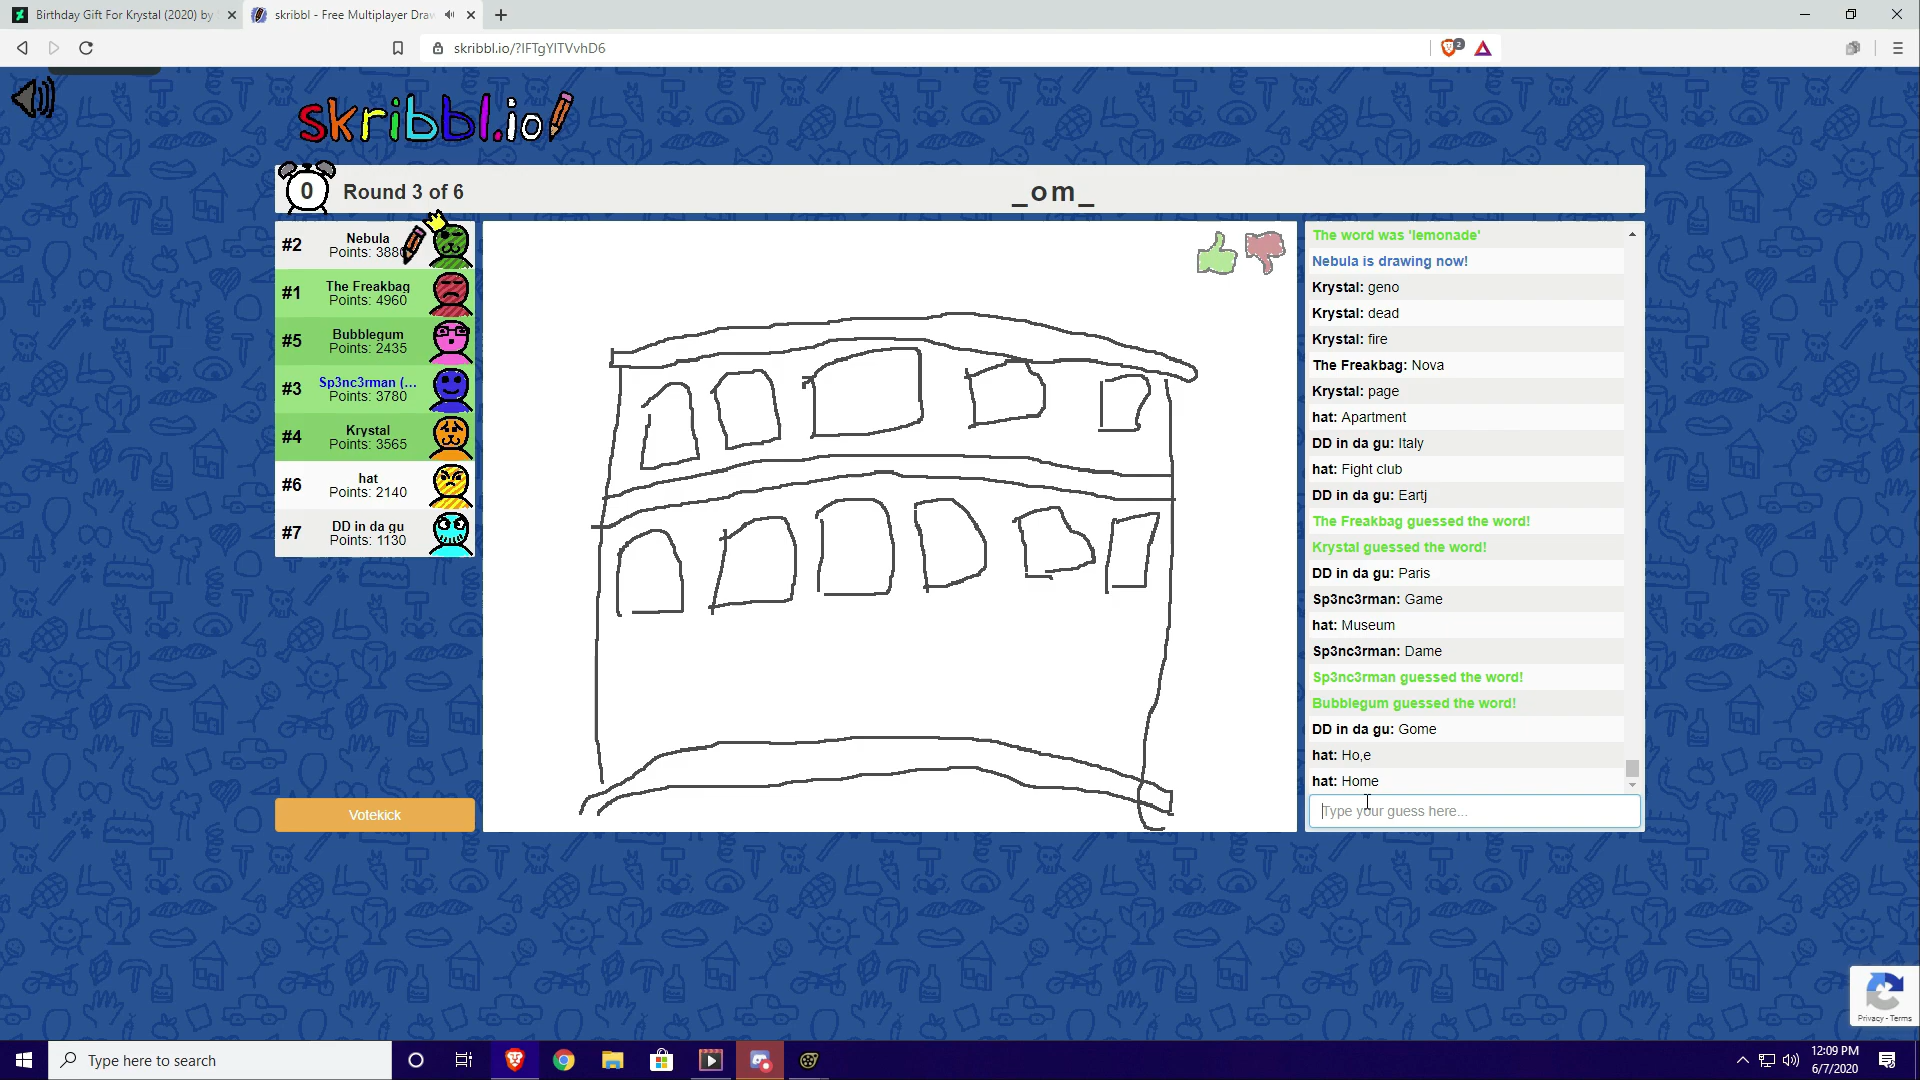 Birthday Gift For Krystal (2020) by
skribbl - Free Multiplayer Draw
skribbl.io/?IFTgYlTVvhD6
2
skribbl.io
0
Round 3 of 6
_om_
#2
Nebula
Points: 3880
#1
The Freakbag
Points: 4960
#5
Bubblegum
Points: 2435
#3
Sp3nc3rman (...
Points: 3780
#4
Krystal
Points: 3565
#6
hat
Points: 2140
#7
DD in da gu
Points: 1130
Votekick
The word was 'lemonade'
Nebula is drawing now!
Krystal: geno
Krystal: dead
Krystal: fire
The Freakbag: Nova
Krystal: page
hat: Apartment
DD in da gu: Italy
hat: Fight club
DD in da gu: Eartj
The Freakbag guessed the word!
Krystal guessed the word!
DD in da gu: Paris
Sp3nc3rman: Game
hat: Museum
Sp3nc3rman: Dame
Sp3nc3rman guessed the word!
Bubblegum guessed the word!
DD in da gu: Gome
hat: Ho,e
hat: Home
Type your guess here...
Privacy - Terms
Type here to search
12:09 PM
6/7/2020